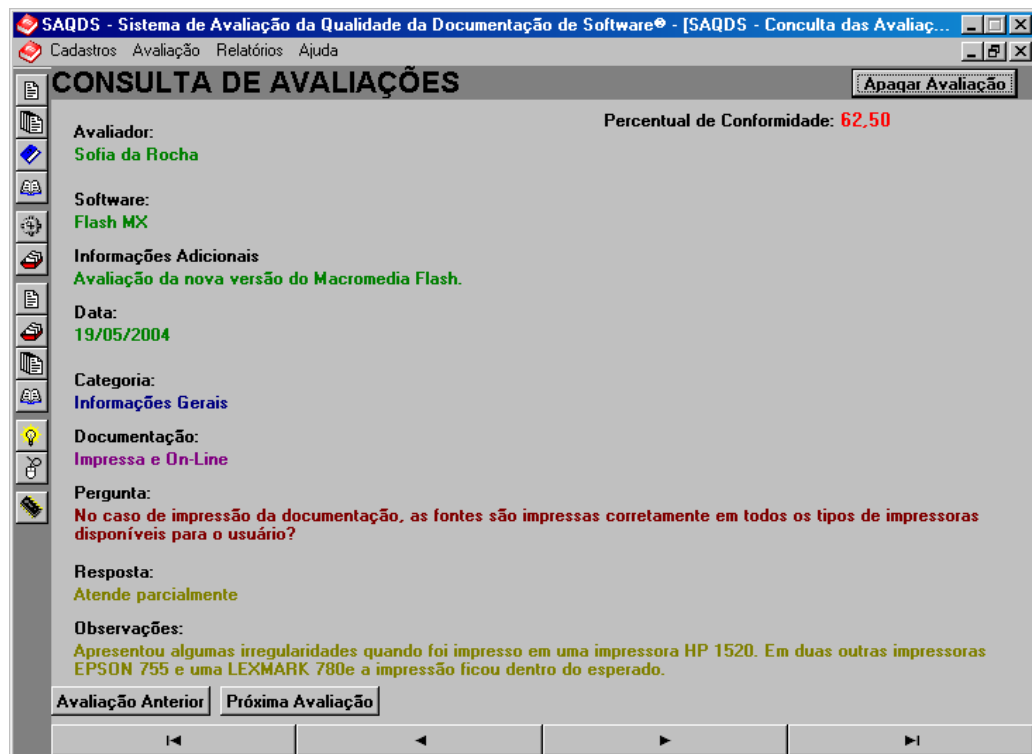 SAQDS - Sistema de Avaliação da Qualidade da Documentação de Software® - [SAQDS - Conculta das Avaliaç...
Cadastros Avaliação Relatórios Ajuda
CONSULTA DE AVALIAÇÕES
Apagar Avaliação
Percentual de Conformidade: 62,50
Avaliador:
Sofia da Rocha
Software:
Flash MX
Informações Adicionais
Avaliação da nova versão do Macromedia Flash.
Data:
19/05/2004
Categoria:
Informações Gerais
Documentação:
Impressa e On-Line
Pergunta:
No caso de impressão da documentação, as fontes são impressas corretamente em todos os tipos de impressoras
disponíveis para o usuário?
Resposta:
Atende parcialmente
Observações:
Apresentou algumas irregularidades quando foi impresso em uma impressora HP 1520. Em duas outras impressoras
EPSON 755 e uma LEXMARK 780e a impressão ficou dentro do esperado.
Avaliação Anterior Próxima Avaliação